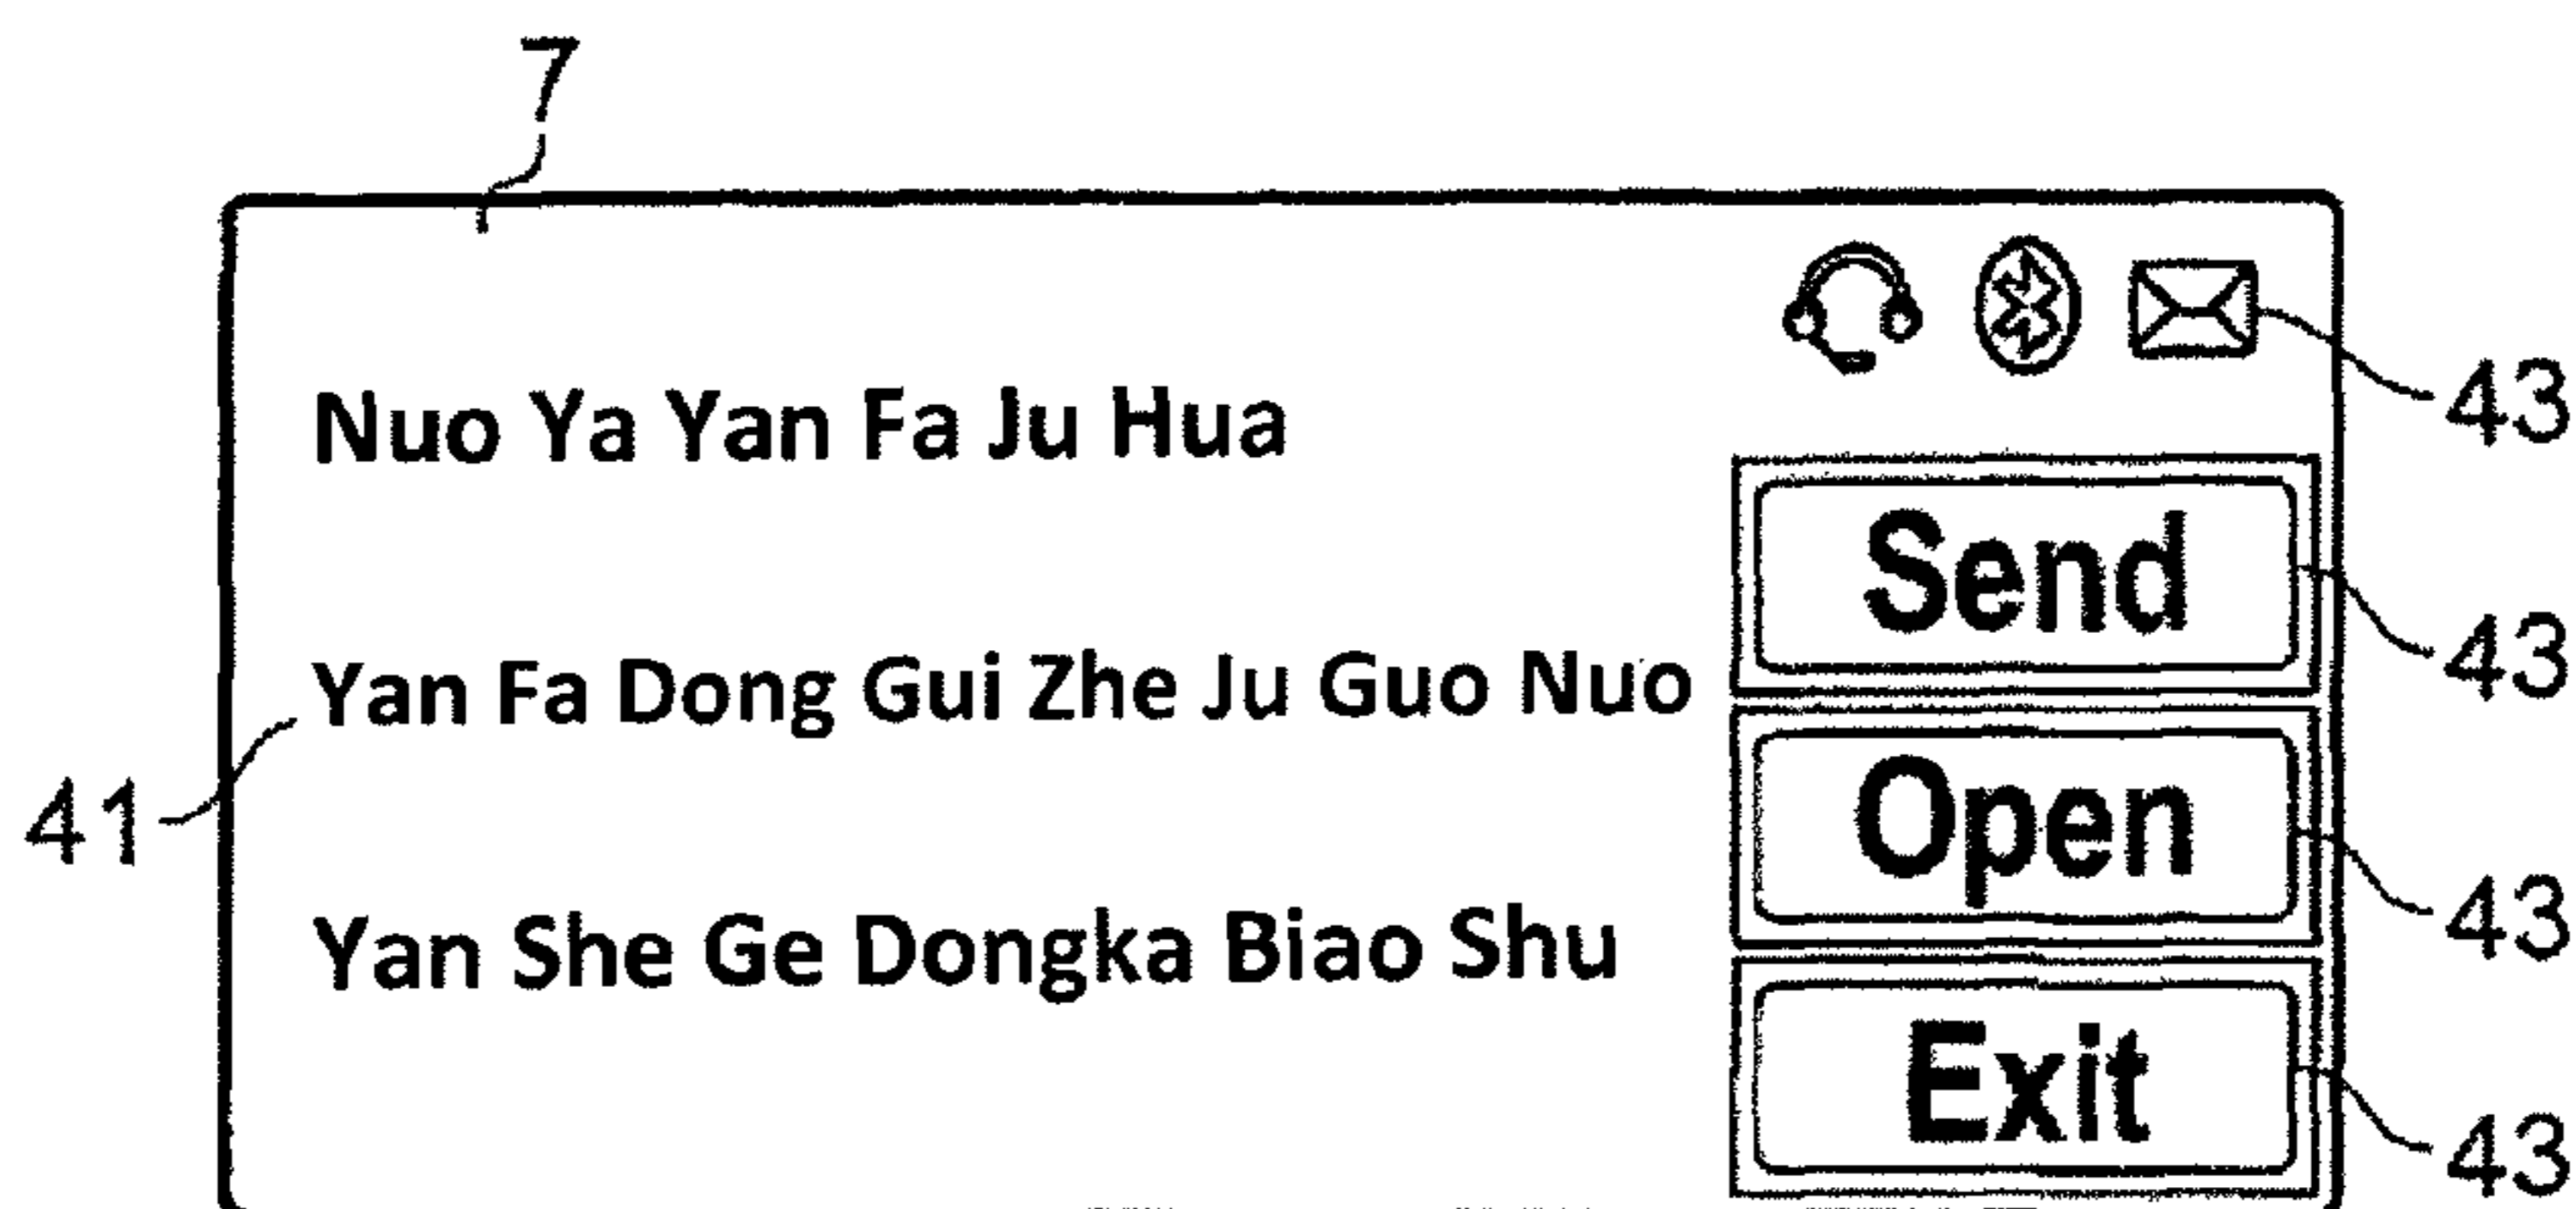 7
43
Nuo Ya Yan Fa Ju Hua
Send
43
Yan Fa Dong Gui Zhe Ju Guo Nuo
41
Open
43
Yan She Ge Dongka Biao Shu
Exit
43